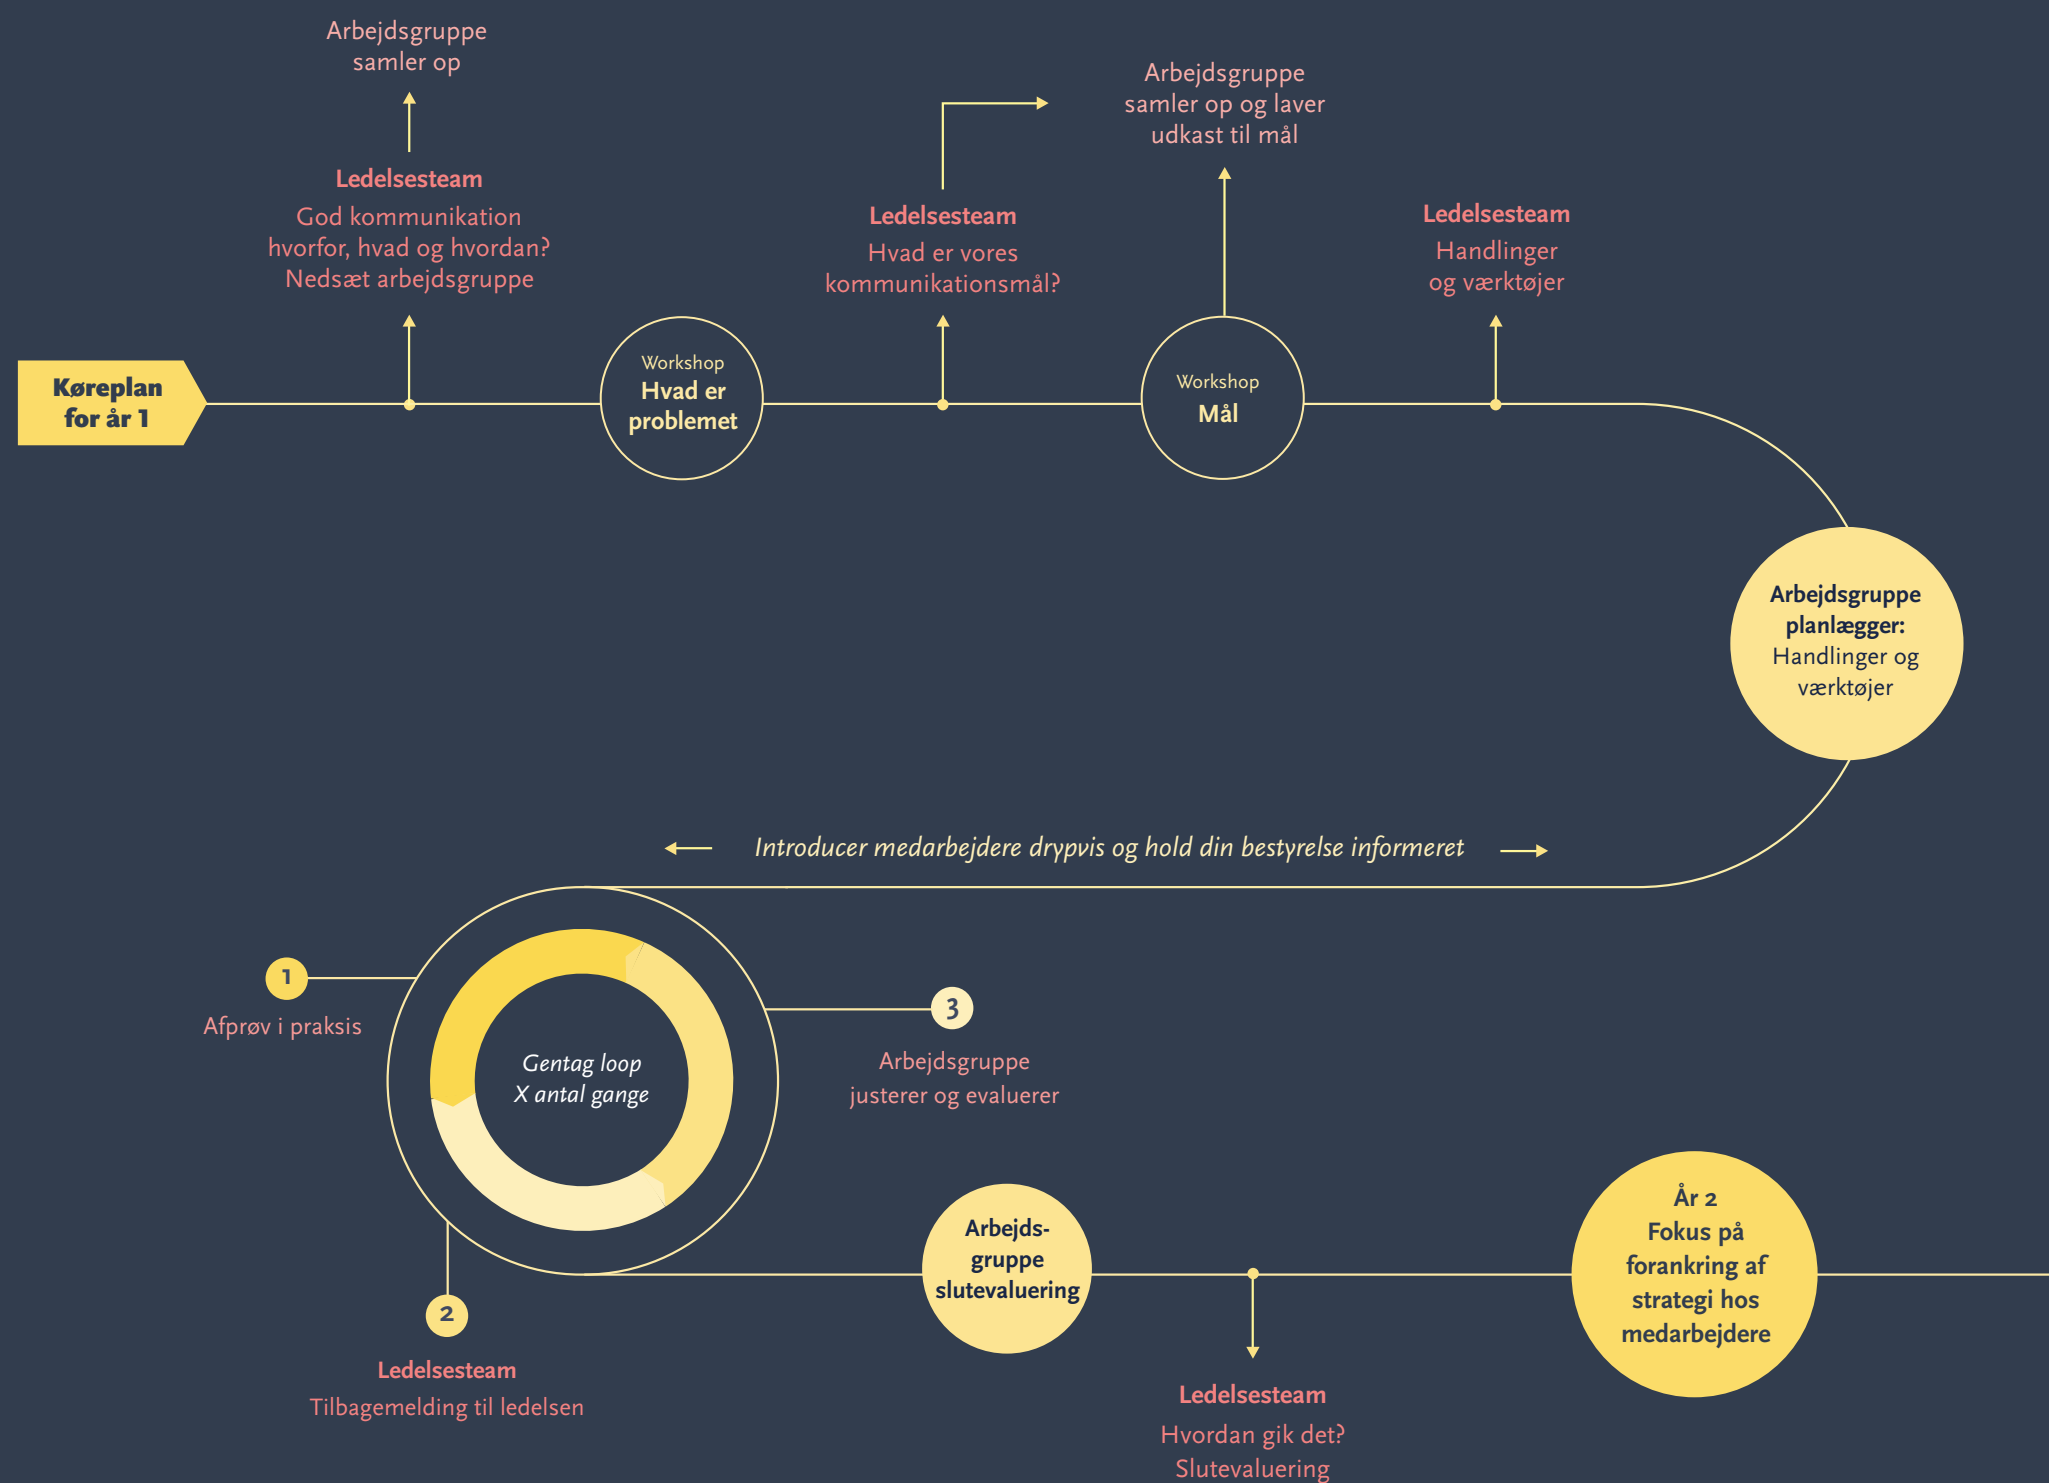 Arbejdsgruppe
samler op
Ledelsesteam
God kommunikation
hvorfor, hvad og hvordan?
Nedsæt arbejdsgruppe
Ledelsesteam
Hvad er vores
kommunikationsmål?
Arbejdsgruppe
samler op og laver
udkast til mål
Ledelsesteam
Handlinger
og værktøjer
Køreplan
for år 1
Workshop
Hvad er
problemet
Workshop
Mål
Arbejdsgruppe
planlægger:
Handlinger og
værktøjer
Introducer medarbejdere drypvis og hold din bestyrelse informeret
1
Afprøv i praksis
Gentag loop
X antal gange
3
Arbejdsgruppe
justerer og evaluerer
2
Ledelsesteam
Tilbagemelding til ledelsen
Arbejds-
gruppe
slutevaluering
Ledelsesteam
Hvordan gik det?
Slutevaluering
År 2
Fokus på
forankring af
strategi hos
medarbejdere